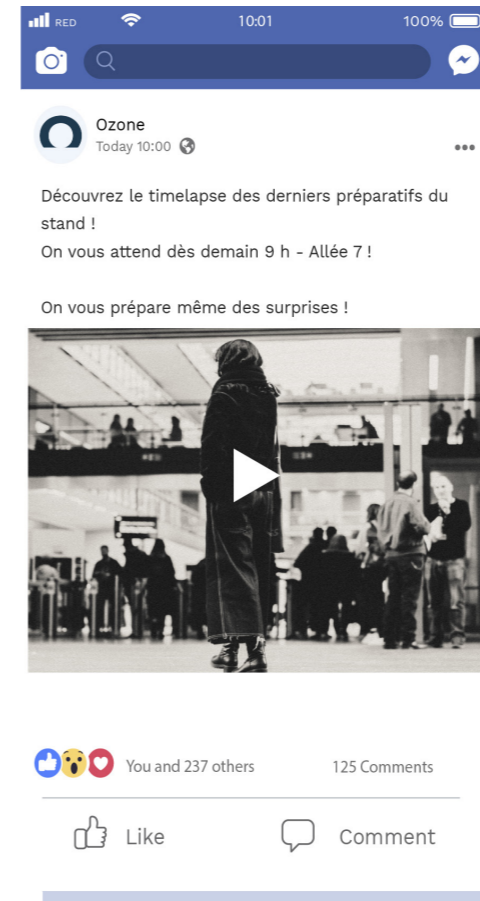 RED 10:01 100%
Ozone
Today 10:00
Découvrez le timelapse des derniers préparatifs du
stand !
On vous attend dès demain 9 h - Allée 7 !
On vous prépare même des surprises !
You and 237 others 125 Comments
Like Comment